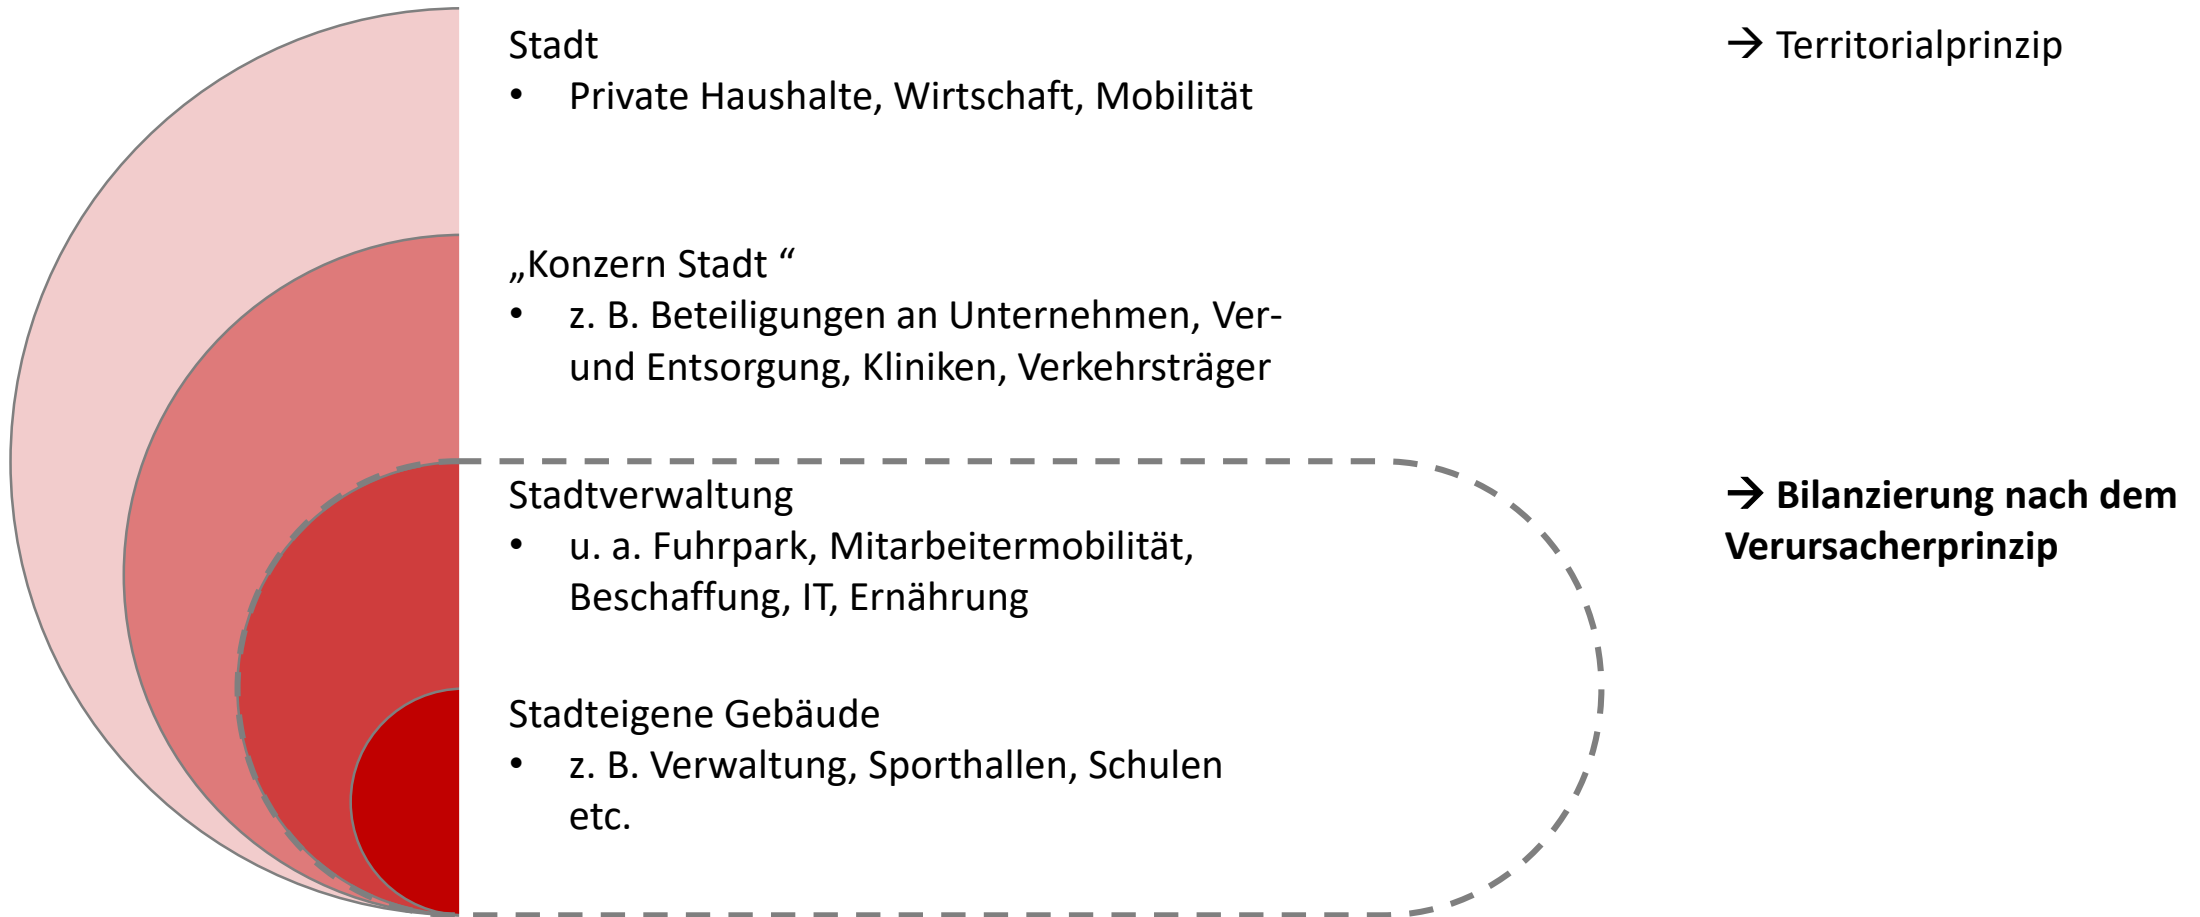 Stadt
• Private Haushalte, Wirtschaft, Mobilität
→ Territorialprinzip
„Konzern Stadt “
• z. B. Beteiligungen an Unternehmen, Ver-
und Entsorgung, Kliniken, Verkehrsträger
Stadtverwaltung
• u. a. Fuhrpark, Mitarbeitermobilität,
Beschaffung, IT, Ernährung
→ Bilanzierung nach dem
Verursacherprinzip
Stadteigene Gebäude
• z. B. Verwaltung, Sporthallen, Schulen
etc.